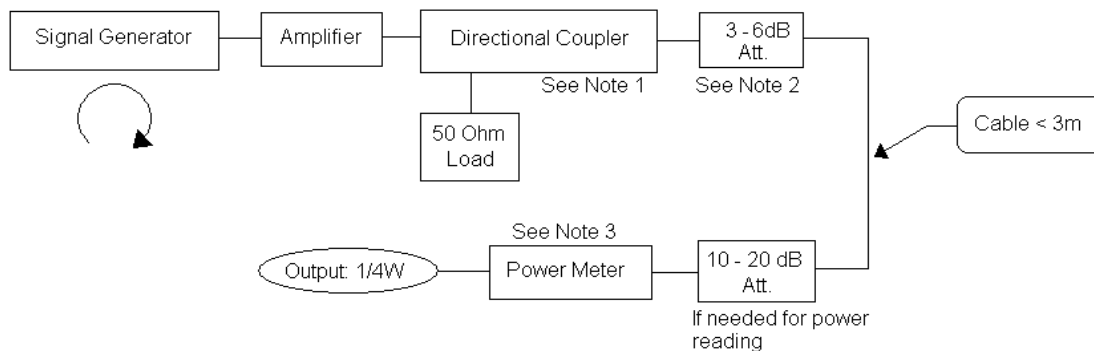 Signal Generator
Amplifier
Directional Coupler
3 - 6dB
Att.
See Note 1
See Note 2
50 Ohm
Load
Cable < 3m
See Note 3
Output: 1/4W
Power Meter
10 - 20 dB
Att.
If needed for power
reading